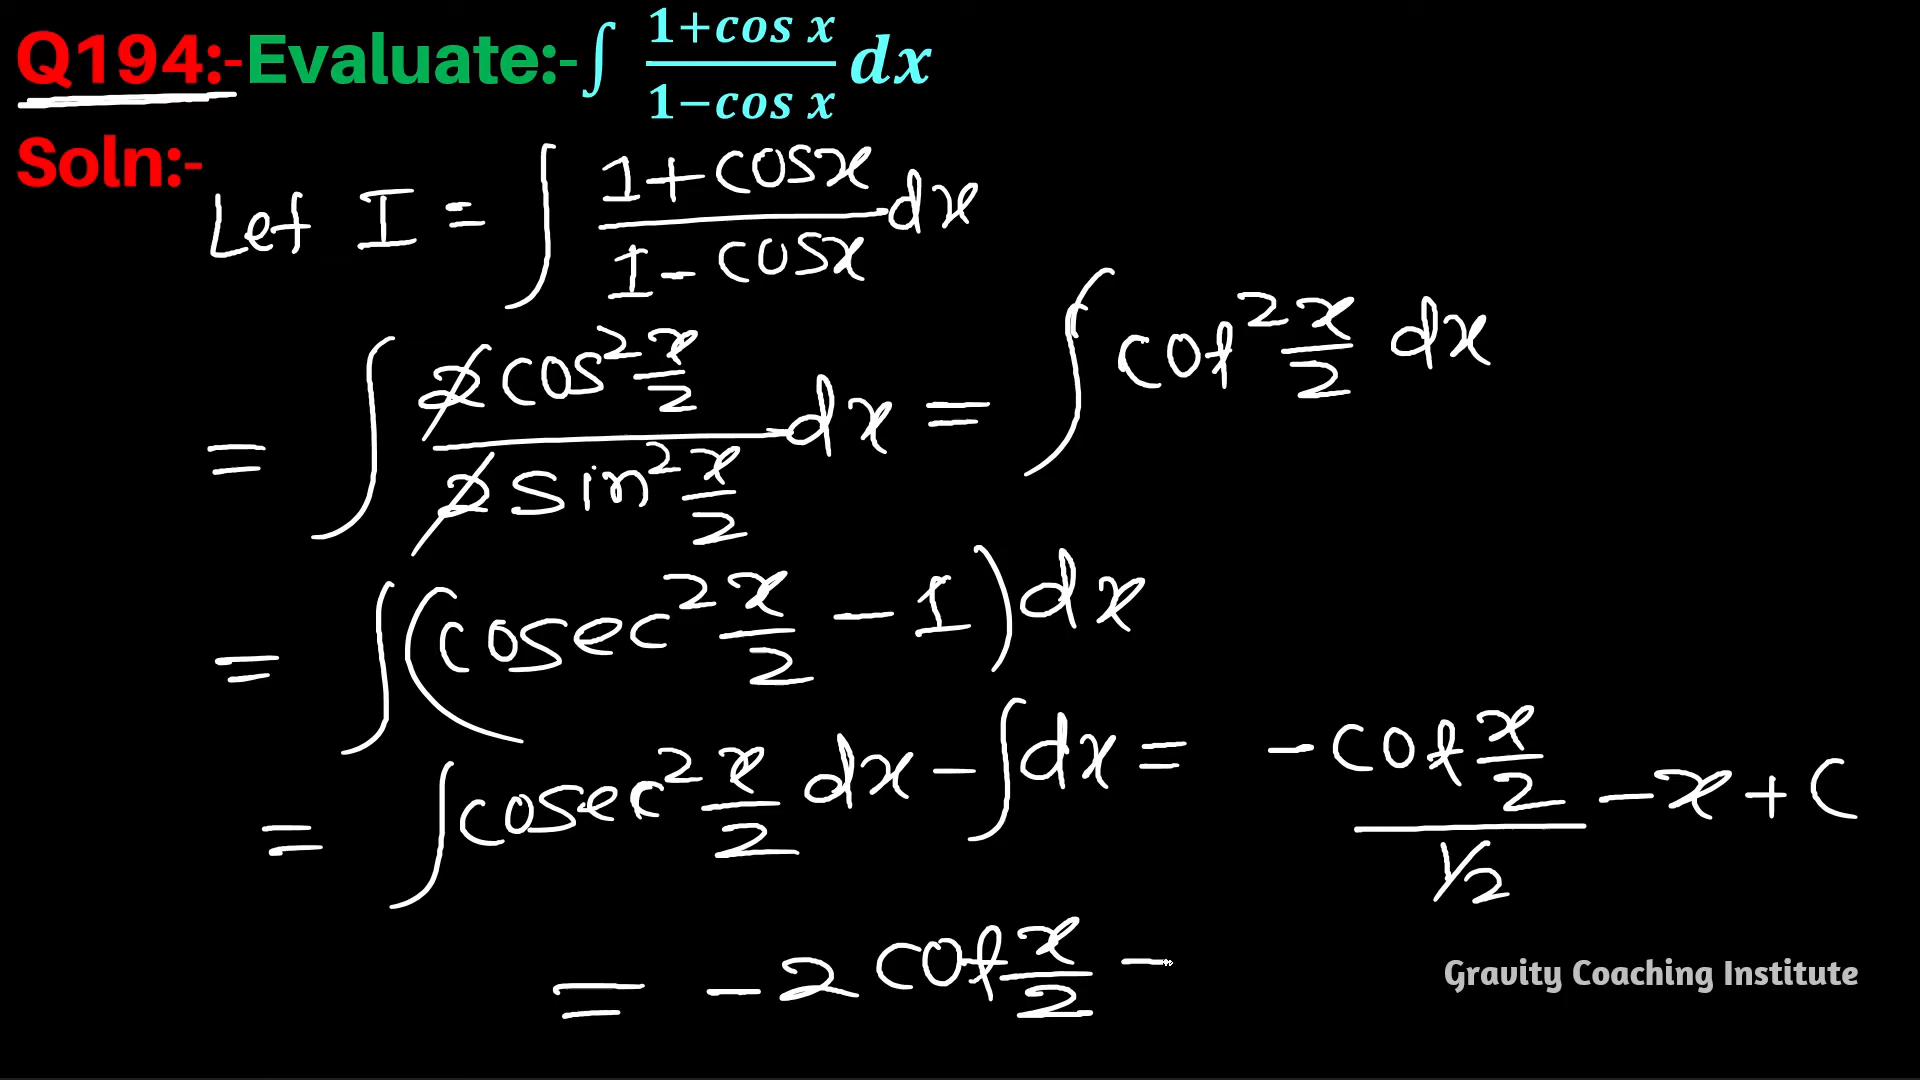 Q194:-Evaluate:-∫ (1+cos x)/(1−cos x) dx
Soln:-
Let I = ∫ (1+cosx)/(1-cosx) dx
= ∫ (2cos² x/2)/(2sin² x/2) dx = ∫ cot² x/2 dx
= ∫(cosec² x/2 − 1)dx
= ∫cosec² x/2 dx − ∫dx = (−cot x/2)/(1/2) − x + C
= −2 cot x/2 −
Gravity Coaching Institute